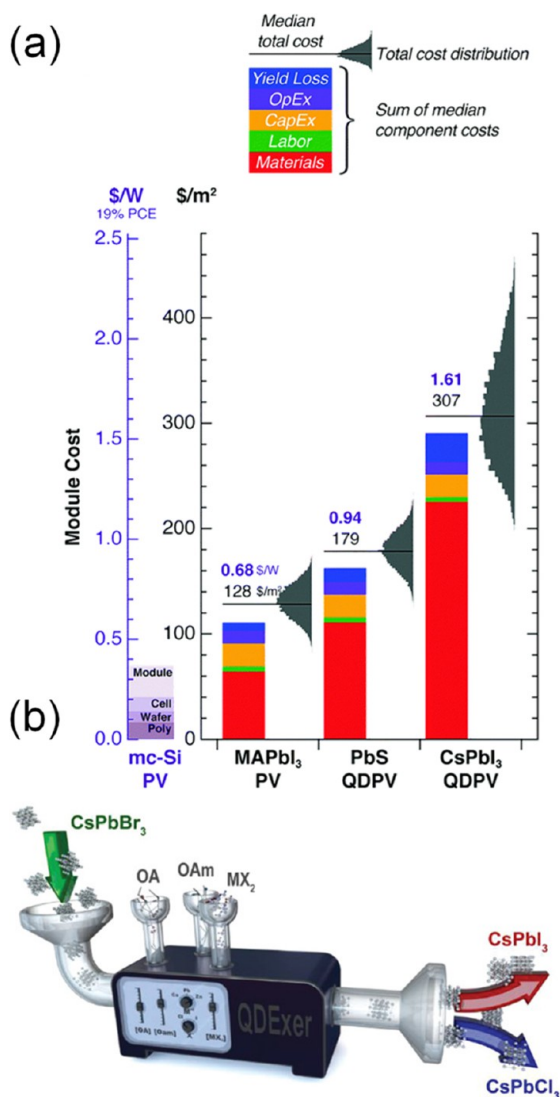 (a)
Median
total cost
Total cost distribution
Yield Loss
OpEx
CapEx
Labor
Materials
Sum of median
component costs
$/W
19% PCE
$/m²
2.5
2.0
1.5
1.0
0.5
0.0
Module Cost
400
300
200
100
0
Module
Cell
Wafer
Poly
0.68 $/W
128 $/m²
0.94
179
1.61
307
mc-Si
PV
MAPbI₃
PV
PbS
QDPV
CsPbI₃
QDPV
(b)
CsPbBr₃
OA
OAm
MX₂
QDExer
[OA]
[Oam]
[MX₂]
CsPbI₃
CsPbCl₃